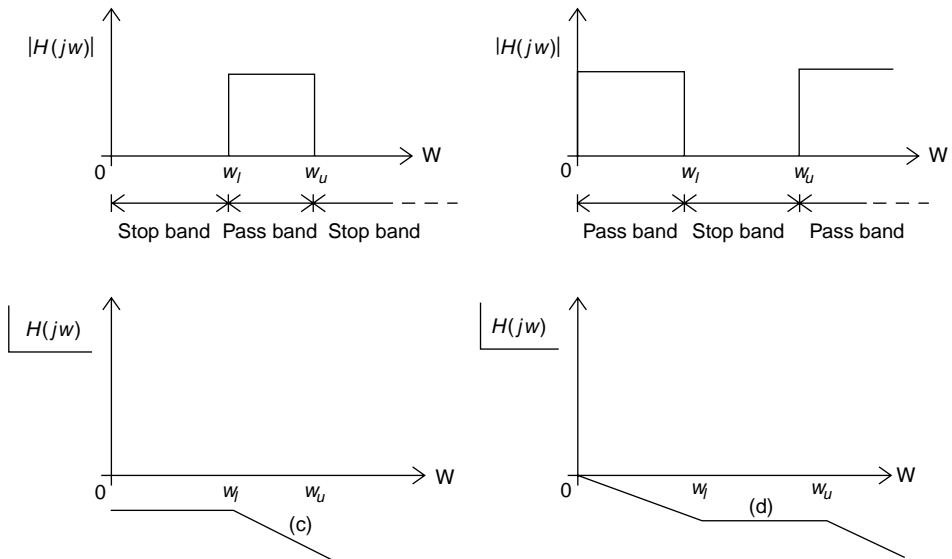 |H(jw)|
W
0
w_l
w_u
Stop band
Pass band
Stop band
|H(jw)|
W
0
w_l
w_u
Pass band
Stop band
Pass band
H(jw)
W
0
w_l
w_u
(c)
H(jw)
W
0
w_l
w_u
(d)